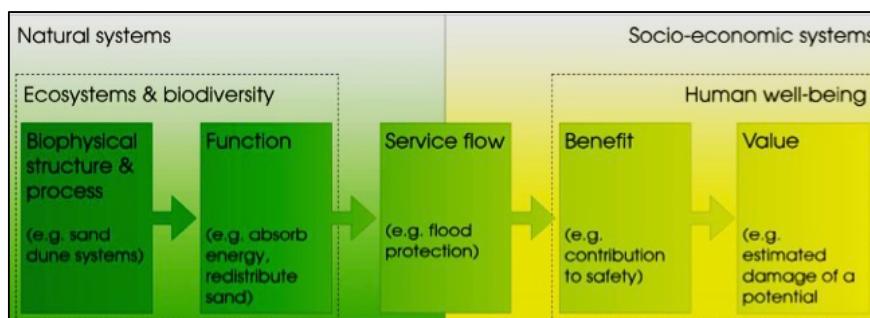 Natural systems
Socio-economic systems
Ecosystems & biodiversity
Human well-being
Biophysical
structure &
process
(e.g. sand
dune systems)
Function
(e.g. absorb
energy,
redistribute
sand)
Service flow
(e.g. flood
protection)
Benefit
(e.g.
contribution
to safety)
Value
(e.g.
estimated
damage of a
potential